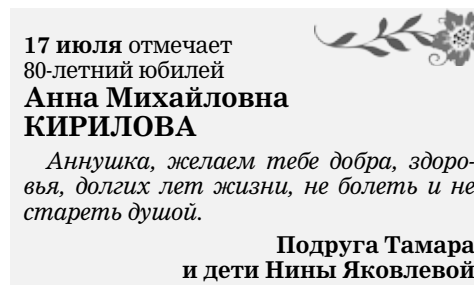 17 июля отмечает
80-летний юбилей
Анна Михайловна
КИРИЛОВА
Аннушка, желаем тебе добра, здоро-
вья, долгих лет жизни, не болеть и не
стареть душой.
Подруга Тамара
и дети Нины Яковлевой